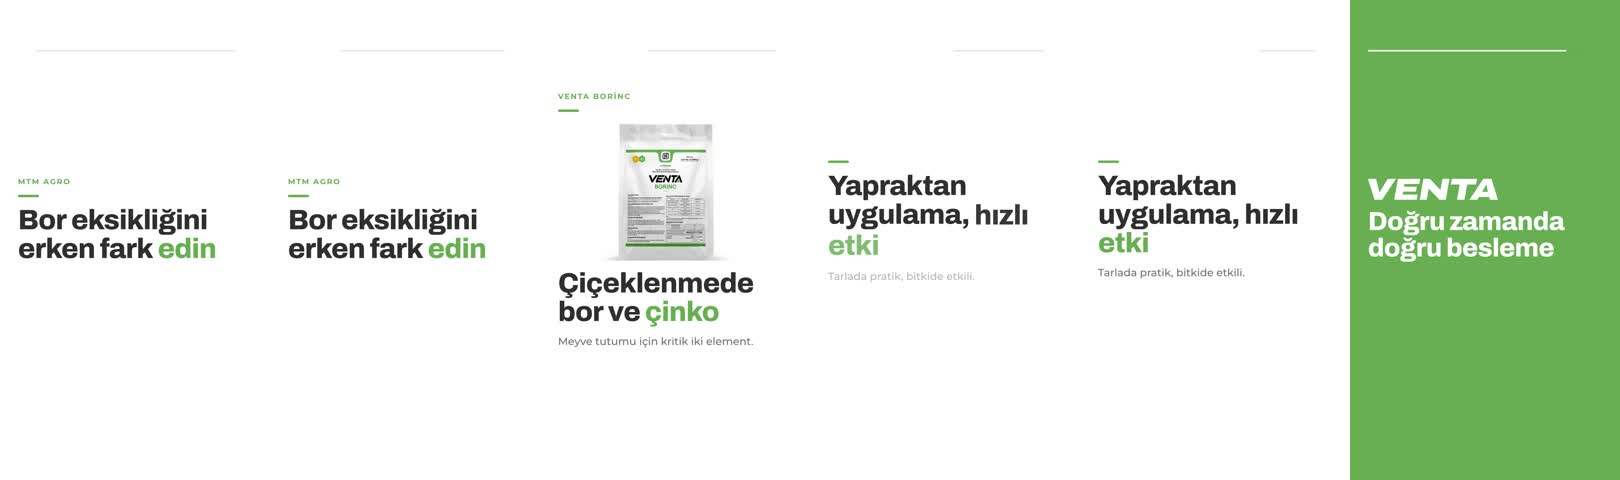 MTM AGRO
Bor eksikliğini
erken fark edin
MTM AGRO
Bor eksikliğini
erken fark edin
VENTA BORİNC
VENTA
BORINC
Çiçeklenmede
bor ve çinko
Meyve tutumu için kritik iki element.
Yapraktan
uygulama, hızlı
etki
Tarlada pratik, bitkide etkili.
Yapraktan
uygulama, hızlı
etki
Tarlada pratik, bitkide etkili.
VENTA
Doğru zamanda
doğru besleme